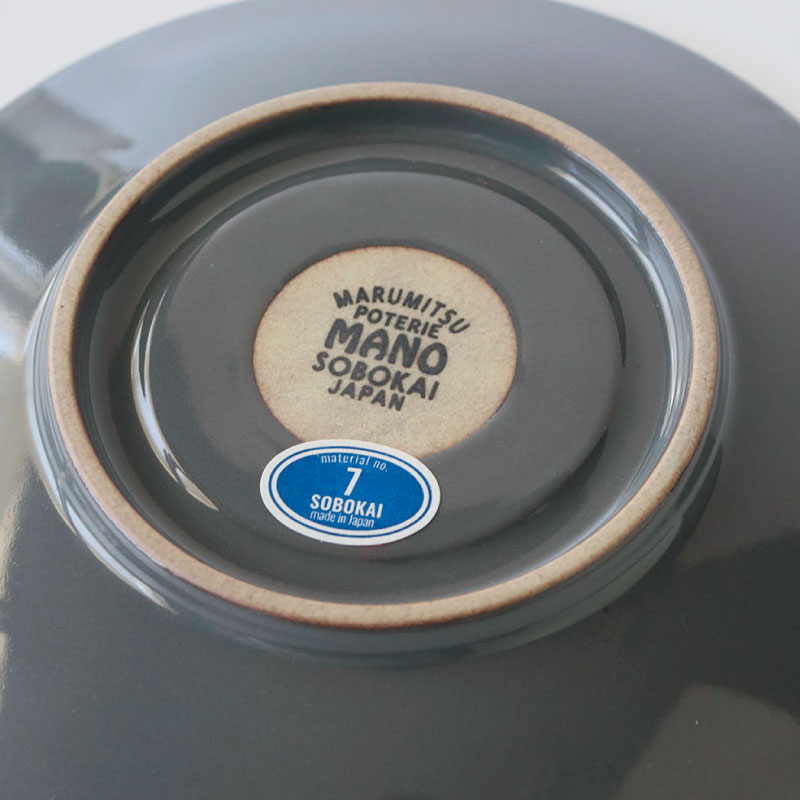 MARUMITSU
POTERIE
MANO
SOBOKAI
JAPAN
material no.
7
SOBOKAI
made in Japan